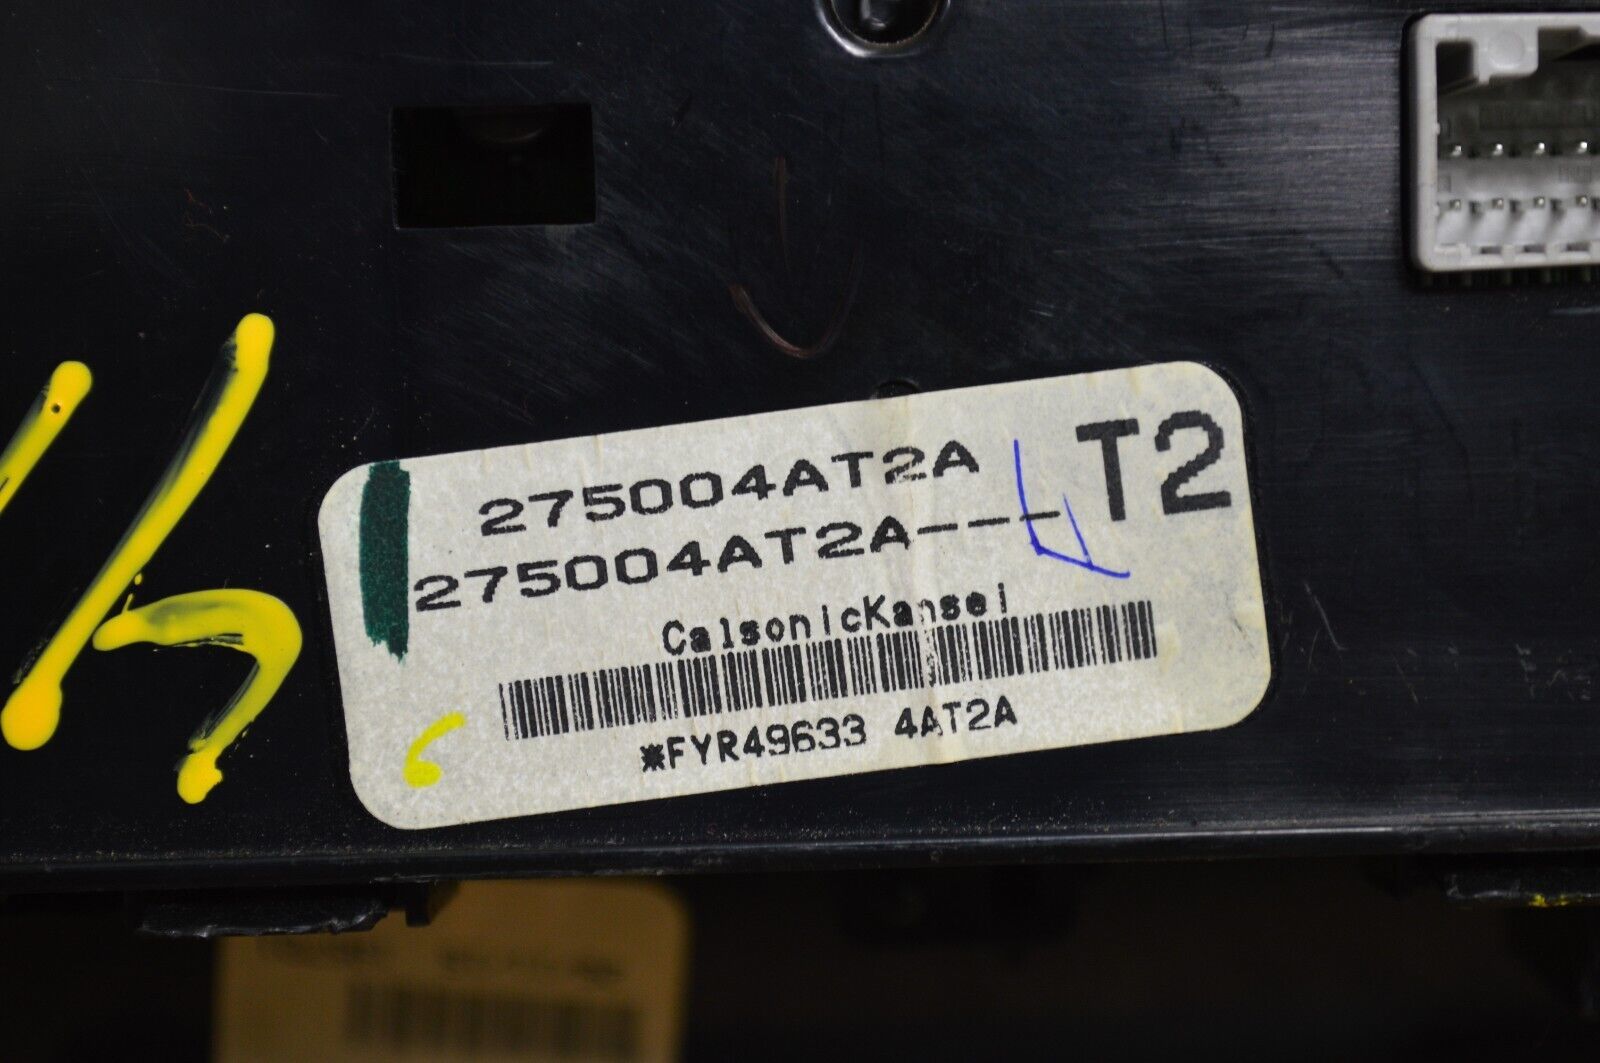 275004AT2A
T2
275004AT2A----
CalsonicKansei
*FYR49633 4AT2A